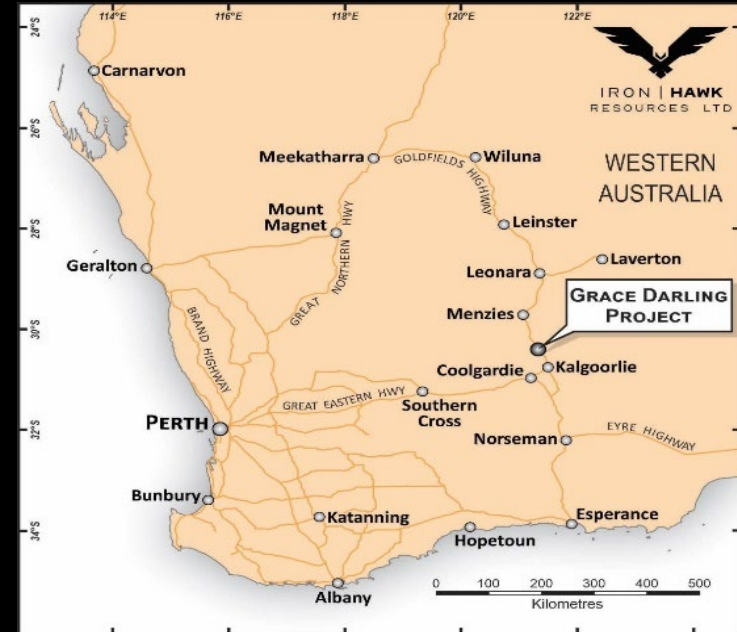 114°E
116°E
118°E
120°E
122°E
24°S
26°S
28°S
30°S
32°S
34°S
IRON | HAWK
RESOURCES LTD
WESTERN
AUSTRALIA
Carnarvon
Meekatharra
GOLDFIELDS HIGHWAY
Wiluna
Mount
Magnet
GREAT NORTHERN HWY
Leinster
Geralton
Leonara
Laverton
GRACE DARLING
PROJECT
BRAND HIGHWAY
Menzies
Coolgardie
Kalgoorlie
GREAT EASTERN HWY
Southern
Cross
PERTH
Norseman
EYRE HIGHWAY
Bunbury
Katanning
Esperance
Hopetoun
Albany
0 100 200 300 400 500
Kilometres